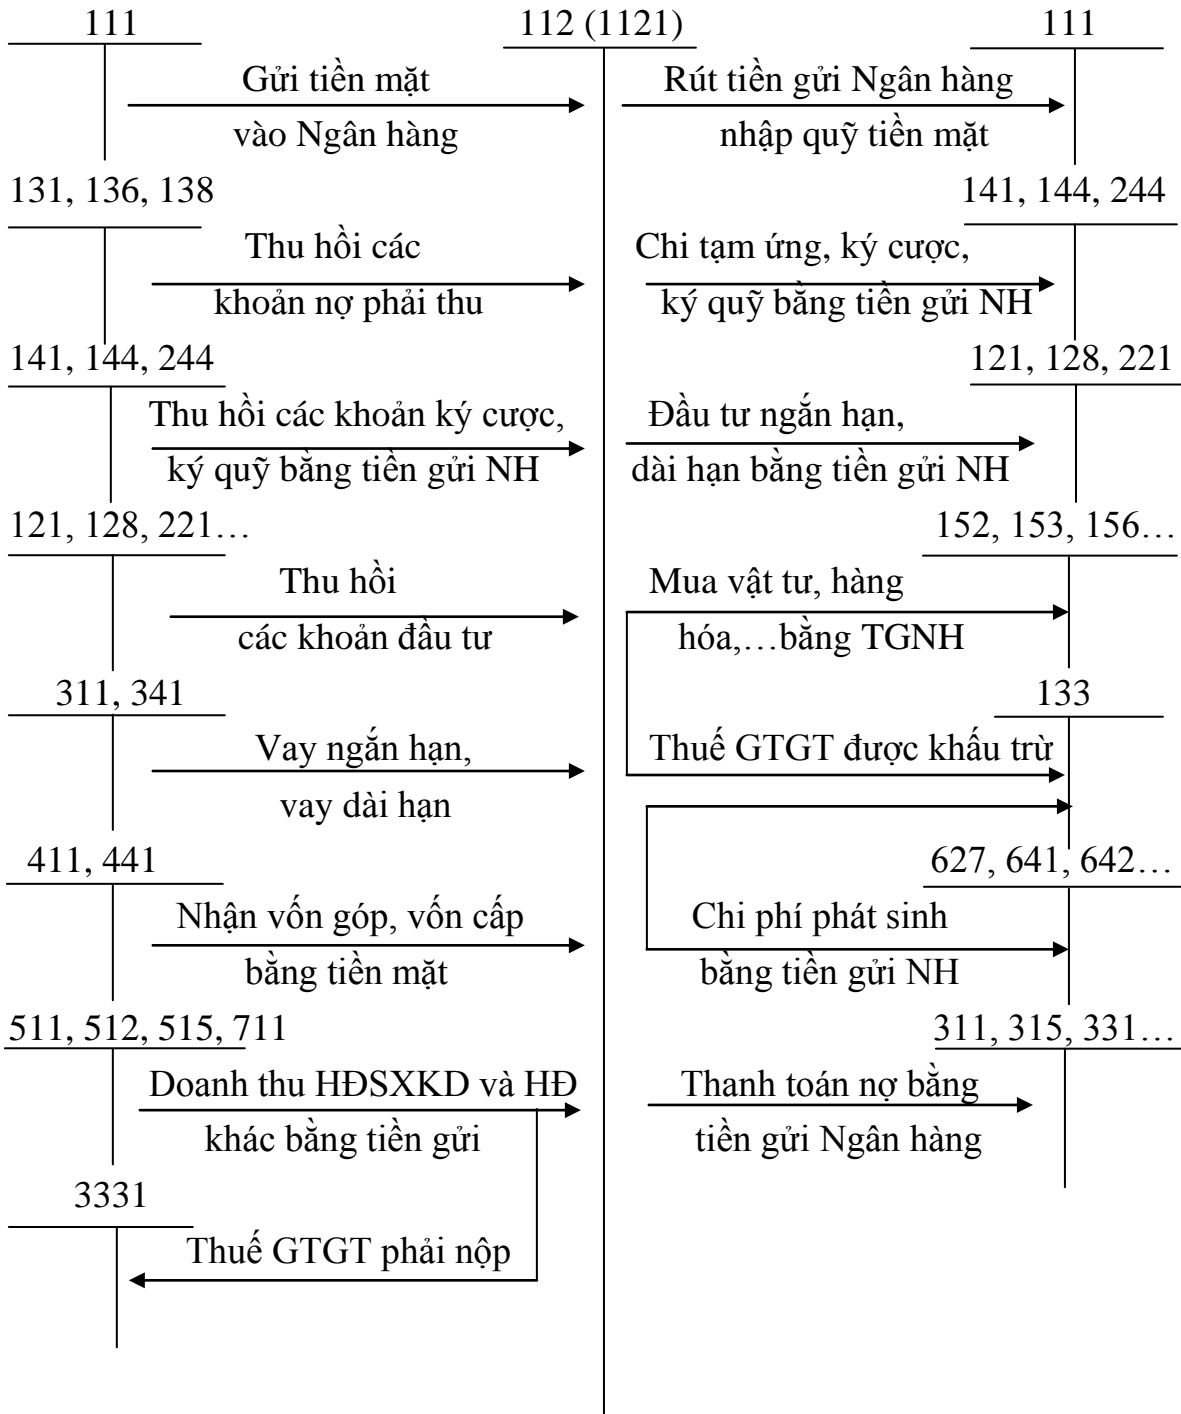 111
112 (1121)
111
Gửi tiền mặt
vào Ngân hàng
Rút tiền gửi Ngân hàng
nhập quỹ tiền mặt
131, 136, 138
141, 144, 244
Thu hồi các
khoản nợ phải thu
Chi tạm ứng, ký cược,
ký quỹ bằng tiền gửi NH
141, 144, 244
121, 128, 221
Thu hồi các khoản ký cược,
ký quỹ bằng tiền gửi NH
Đầu tư ngắn hạn,
dài hạn bằng tiền gửi NH
121, 128, 221…
152, 153, 156…
Thu hồi
các khoản đầu tư
Mua vật tư, hàng
hóa,…bằng TGNH
311, 341
133
Vay ngắn hạn,
vay dài hạn
Thuế GTGT được khấu trừ
411, 441
627, 641, 642…
Nhận vốn góp, vốn cấp
bằng tiền mặt
Chi phí phát sinh
bằng tiền gửi NH
511, 512, 515, 711
311, 315, 331…
Doanh thu HĐSXKD và HĐ
khác bằng tiền gửi
Thanh toán nợ bằng
tiền gửi Ngân hàng
3331
Thuế GTGT phải nộp